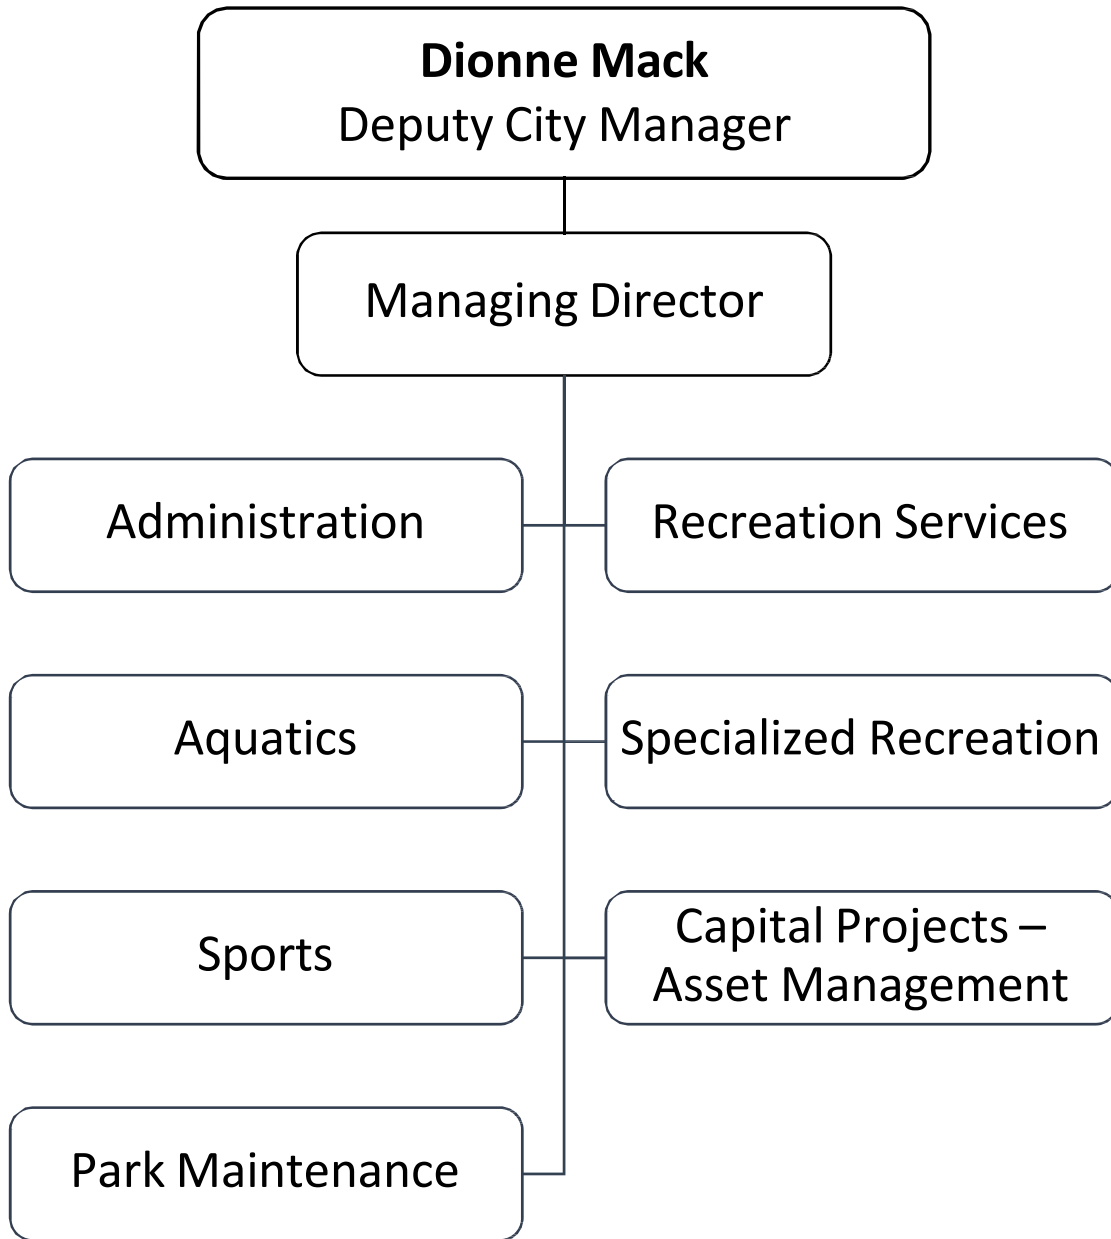 Dionne Mack
Deputy City Manager
Managing Director
Administration
Recreation Services
Aquatics
Specialized Recreation
Sports
Capital Projects –
Asset Management
Park Maintenance